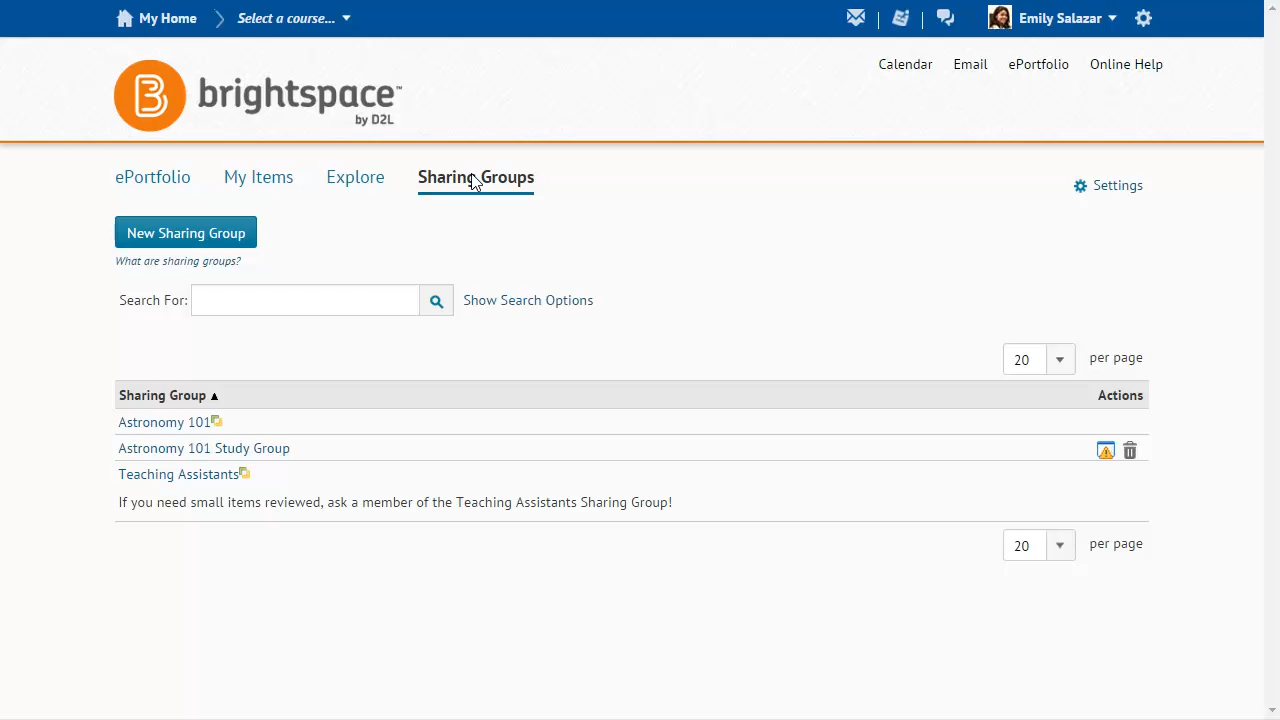 My Home Select a course... Emily Salazar
Calendar Email ePortfolio Online Help
brightspace™
by D2L
ePortfolio My Items Explore Sharing Groups Settings
New Sharing Group
What are sharing groups?
Search For: Show Search Options
20 per page
Sharing Group ▲ Actions
Astronomy 101
Astronomy 101 Study Group
Teaching Assistants
If you need small items reviewed, ask a member of the Teaching Assistants Sharing Group!
20 per page